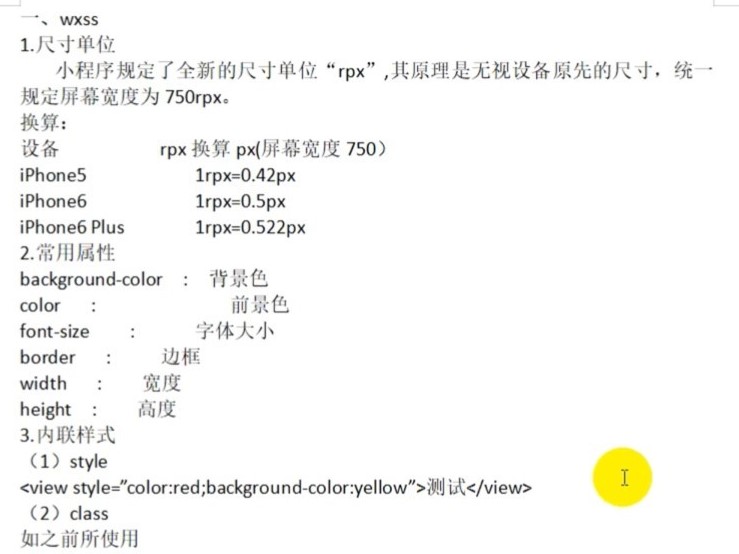 一、wxss
1.尺寸单位
小程序规定了全新的尺寸单位“rpx”,其原理是无视设备原先的尺寸，统一
规定屏幕宽度为 750rpx。
换算：
设备 rpx 换算 px(屏幕宽度 750）
iPhone5 1rpx=0.42px
iPhone6 1rpx=0.5px
iPhone6 Plus 1rpx=0.522px
2.常用属性
background-color : 背景色
color : 前景色
font-size : 字体大小
border : 边框
width : 宽度
height : 高度
3.内联样式
（1）style
<view style=”color:red;background-color:yellow”>测试</view>
（2）class
如之前所使用